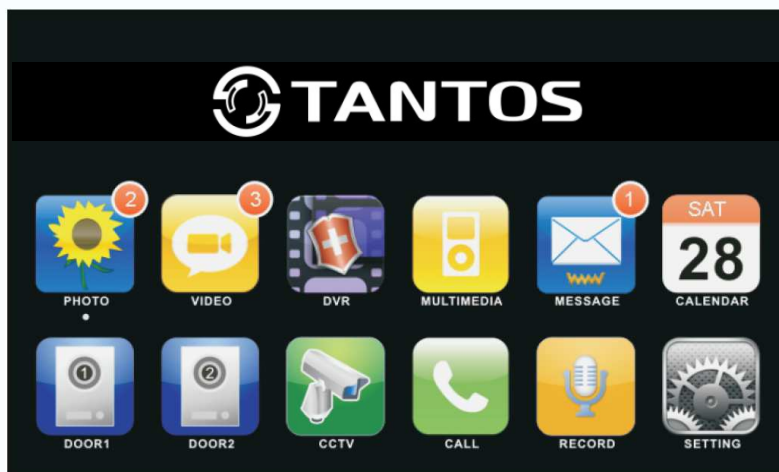 TANTOS
2 3 1 SAT
28
PHOTO VIDEO DVR MULTIMEDIA MESSAGE CALENDAR
1 2
DOOR1 DOOR2 CCTV CALL RECORD SETTING